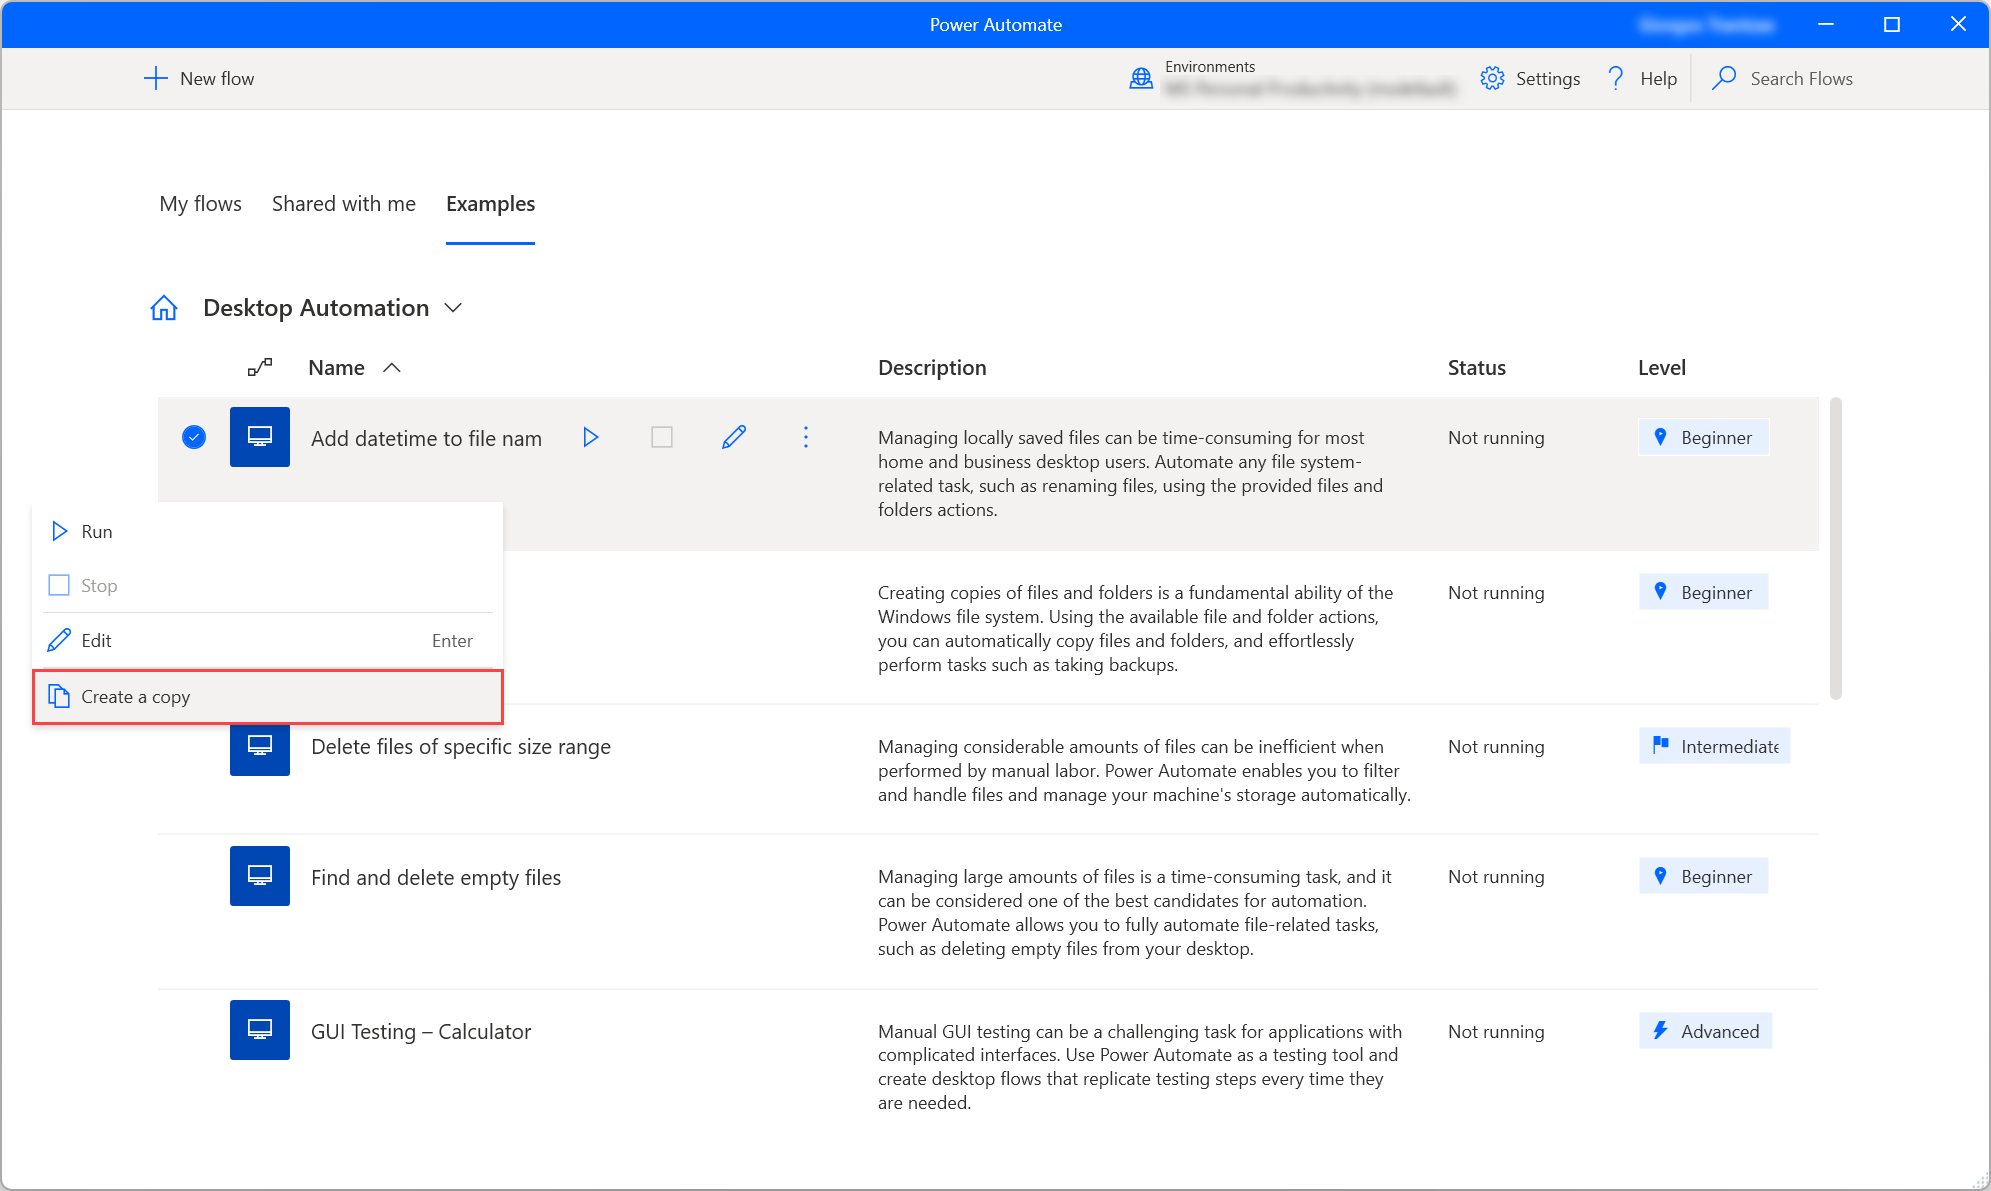 Power Automate
New flow
Environments
Settings
Help
Search Flows
My flows
Shared with me
Examples
Desktop Automation
Name
Description
Status
Level
Add datetime to file nam
Managing locally saved files can be time-consuming for most
home and business desktop users. Automate any file system-
related task, such as renaming files, using the provided files and
folders actions.
Not running
Beginner
Run
Stop
Edit
Enter
Create a copy
Creating copies of files and folders is a fundamental ability of the
Windows file system. Using the available file and folder actions,
you can automatically copy files and folders, and effortlessly
perform tasks such as taking backups.
Not running
Beginner
Delete files of specific size range
Managing considerable amounts of files can be inefficient when
performed by manual labor. Power Automate enables you to filter
and handle files and manage your machine's storage automatically.
Not running
Intermediate
Find and delete empty files
Managing large amounts of files is a time-consuming task, and it
can be considered one of the best candidates for automation.
Power Automate allows you to fully automate file-related tasks,
such as deleting empty files from your desktop.
Not running
Beginner
GUI Testing – Calculator
Manual GUI testing can be a challenging task for applications with
complicated interfaces. Use Power Automate as a testing tool and
create desktop flows that replicate testing steps every time they
are needed.
Not running
Advanced